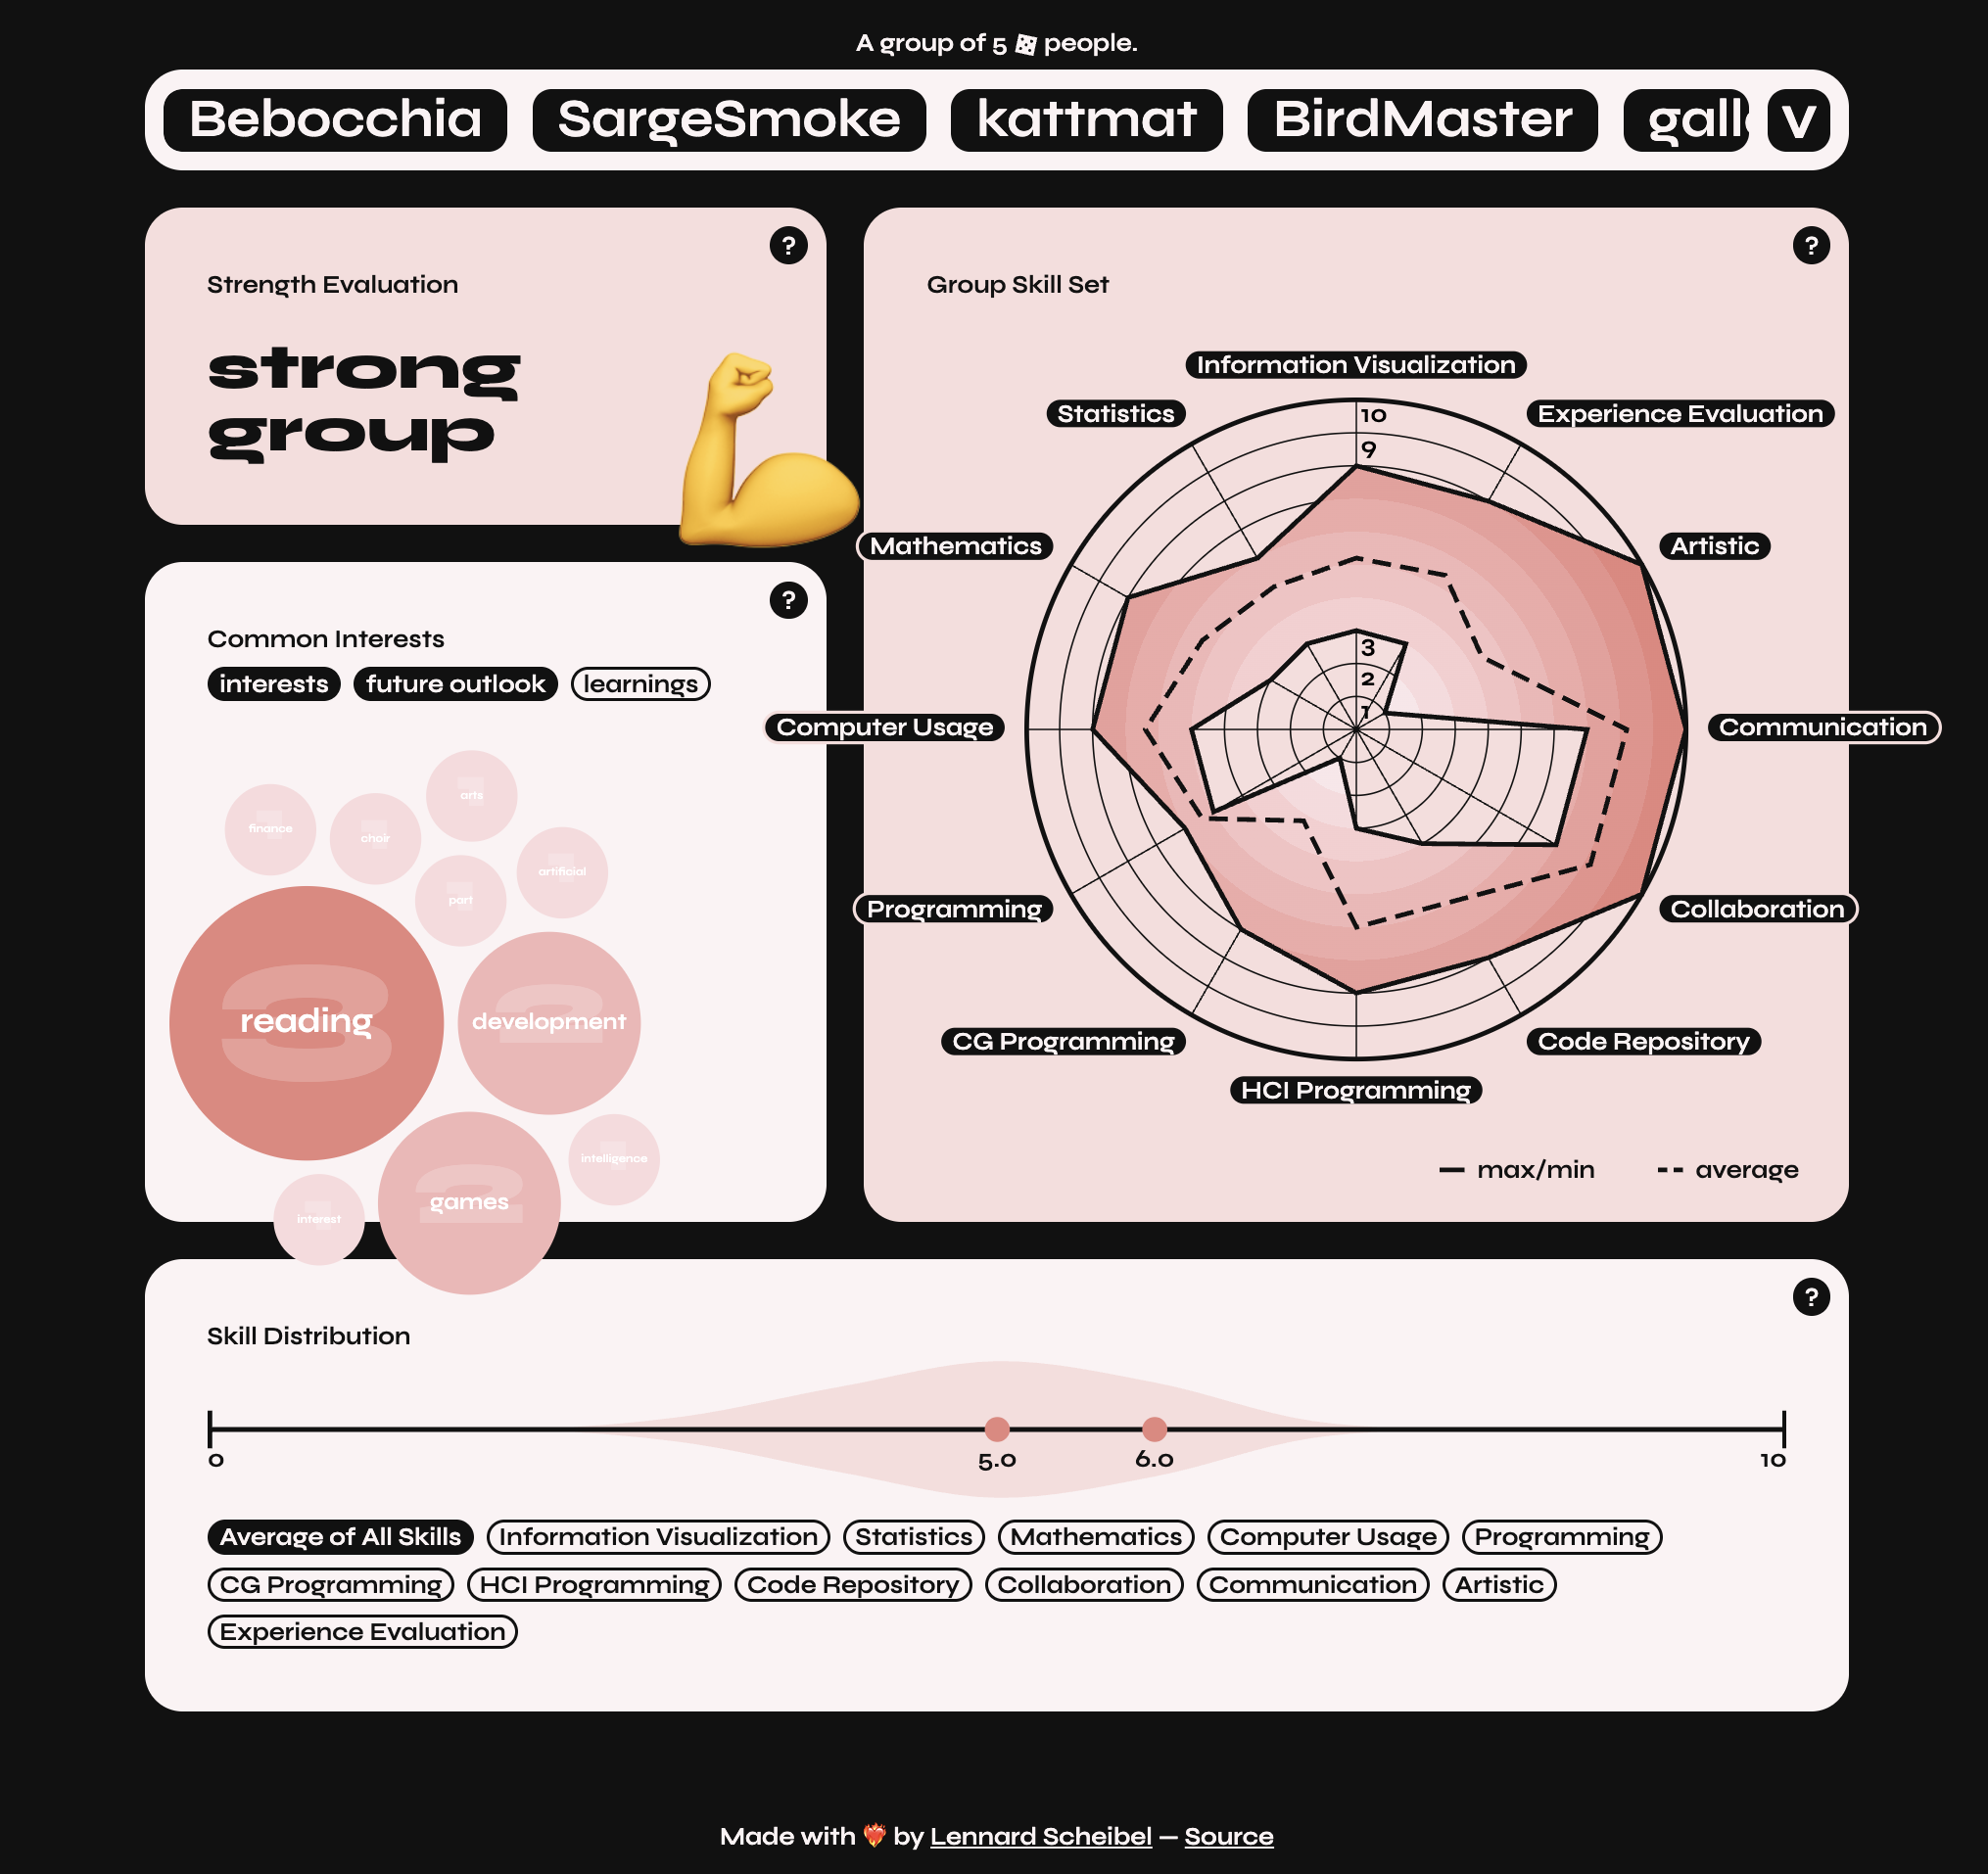 A group of 5 people.
Bebocchia SargeSmoke kattmat BirdMaster gall V
?
Strength Evaluation
strong
group
?
Common Interests
interests future outlook learnings
arts
finance
choir
artificial
part
3
reading
2
development
intelligence
2
games
interest
?
Group Skill Set
Information Visualization
Statistics
Experience Evaluation
10
9
Mathematics
Artistic
3
2
1
Computer Usage
Communication
Programming
Collaboration
CG Programming
Code Repository
HCI Programming
max/min average
?
Skill Distribution
0 5.0 6.0 10
Average of All Skills Information Visualization Statistics Mathematics Computer Usage Programming
CG Programming HCI Programming Code Repository Collaboration Communication Artistic
Experience Evaluation
Made with ❤️‍🔥 by Lennard Scheibel — Source